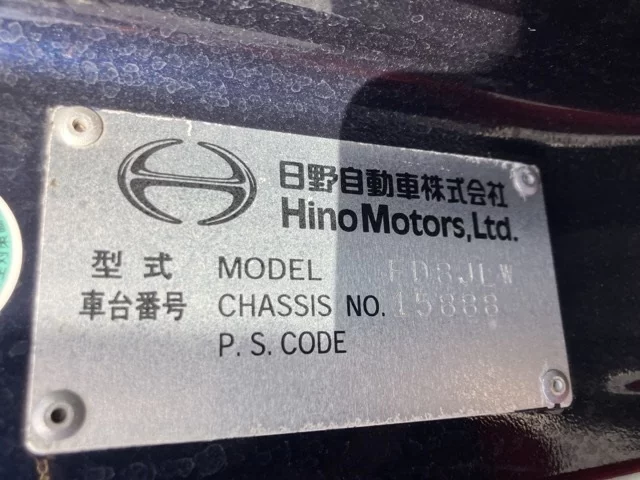 日野自動車株式会社
Hino Motors, Ltd.
型式 MODEL FD8JLW
車台番号 CHASSIS NO. 15888
P. S. CODE